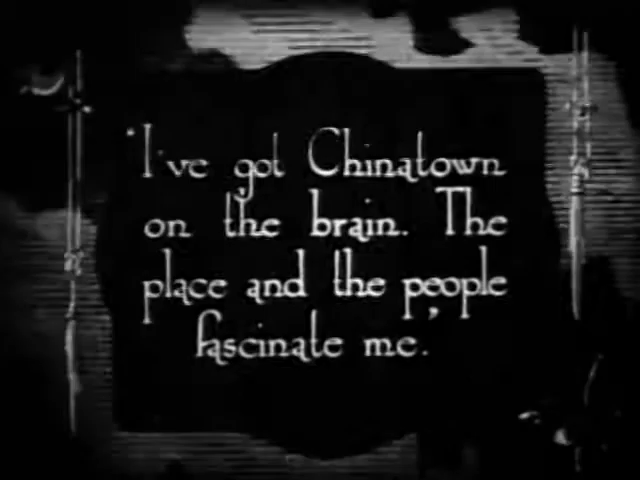 "I've got Chinatown
on the brain. The
place and the people
fascinate me."